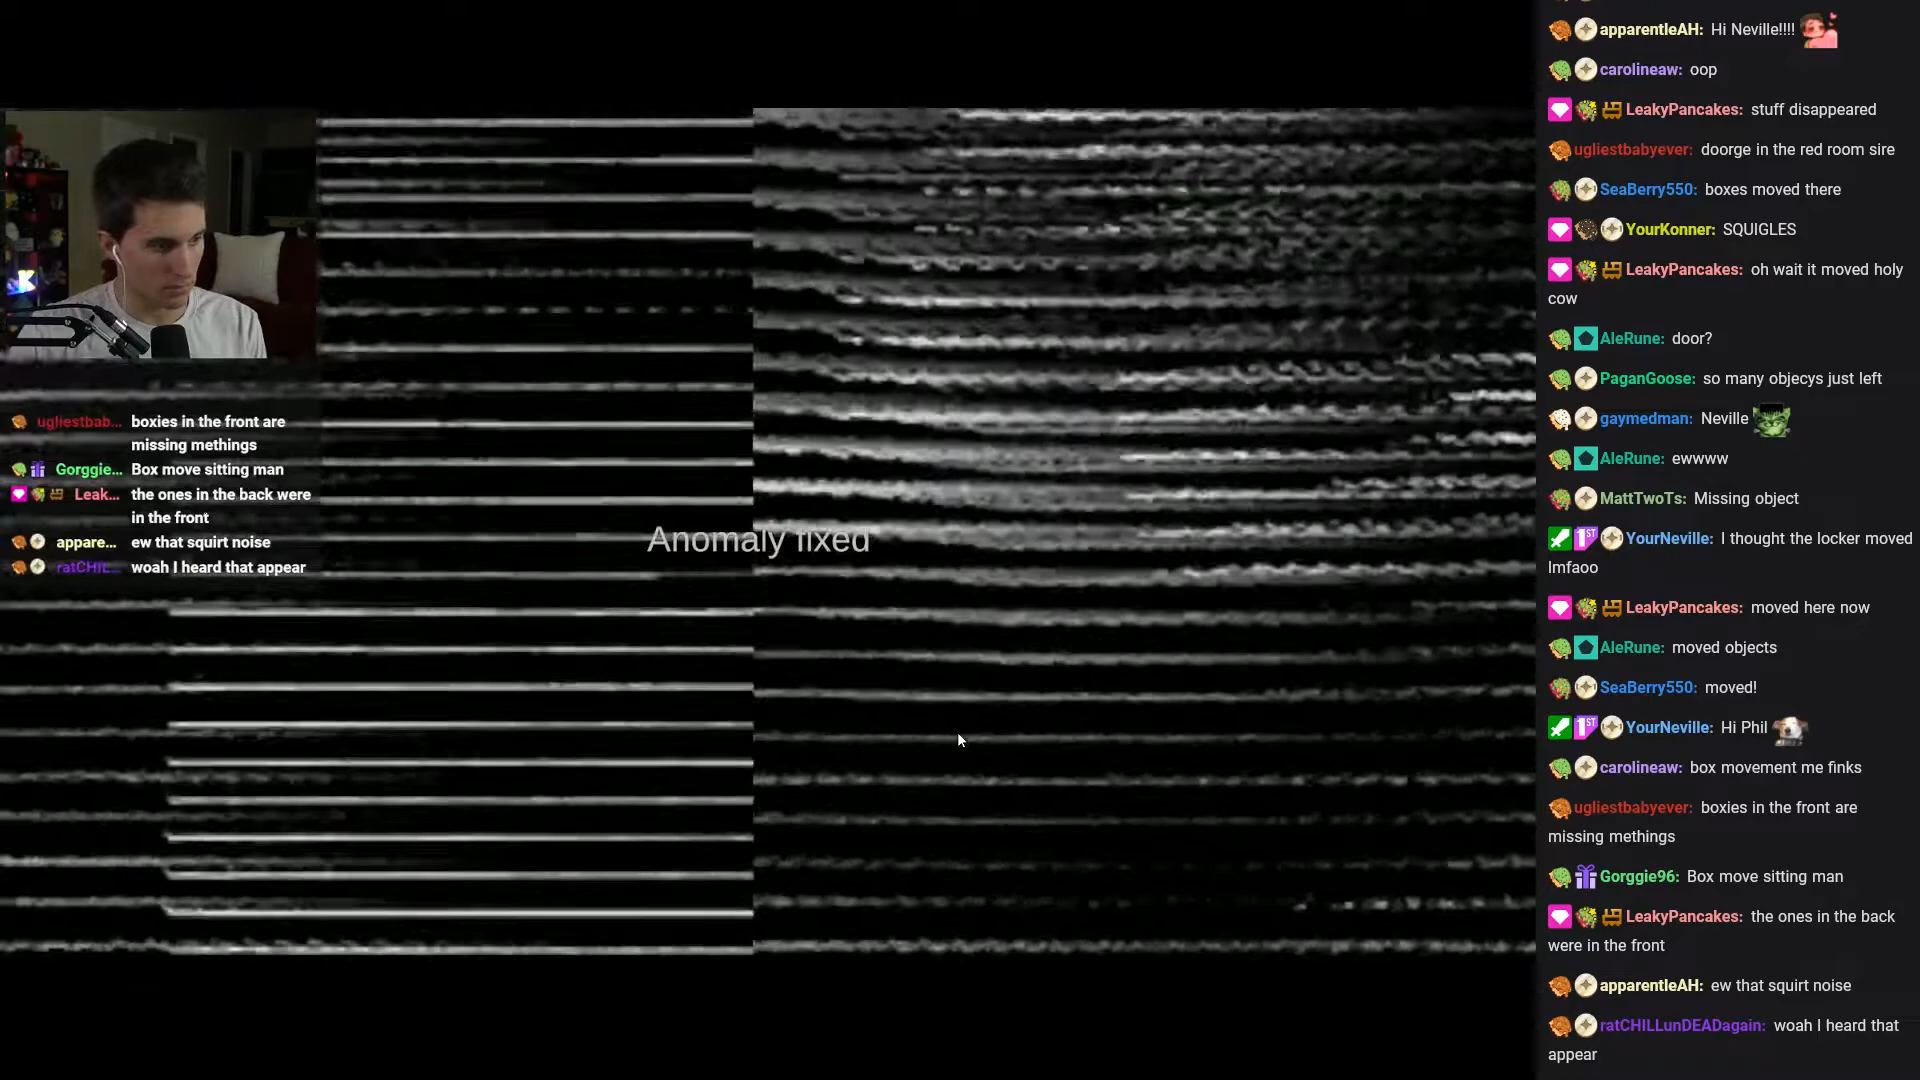 apparentleAH: Hi Neville!!!!
carolineaw: oop
LeakyPancakes: stuff disappeared
ugliestbabyever: doorge in the red room sire
SeaBerry550: boxes moved there
YourKonner: SQUIGLES
LeakyPancakes: oh wait it moved holy
cow
AleRune: door?
PaganGoose: so many objecys just left
gaymedman: Neville
AleRune: ewwww
MattTwoTs: Missing object
1ST YourNeville: I thought the locker moved
lmfaoo
LeakyPancakes: moved here now
AleRune: moved objects
SeaBerry550: moved!
1ST YourNeville: Hi Phil
carolineaw: box movement me finks
ugliestbabyever: boxies in the front are
missing methings
Gorggie96: Box move sitting man
LeakyPancakes: the ones in the back
were in the front
apparentleAH: ew that squirt noise
ratCHILLunDEADagain: woah I heard that
appear
ugliestbab... boxies in the front are
missing methings
Gorggie... Box move sitting man
Leak... the ones in the back were
in the front
appare... ew that squirt noise
ratCHIL... woah I heard that appear
Anomaly fixed
K